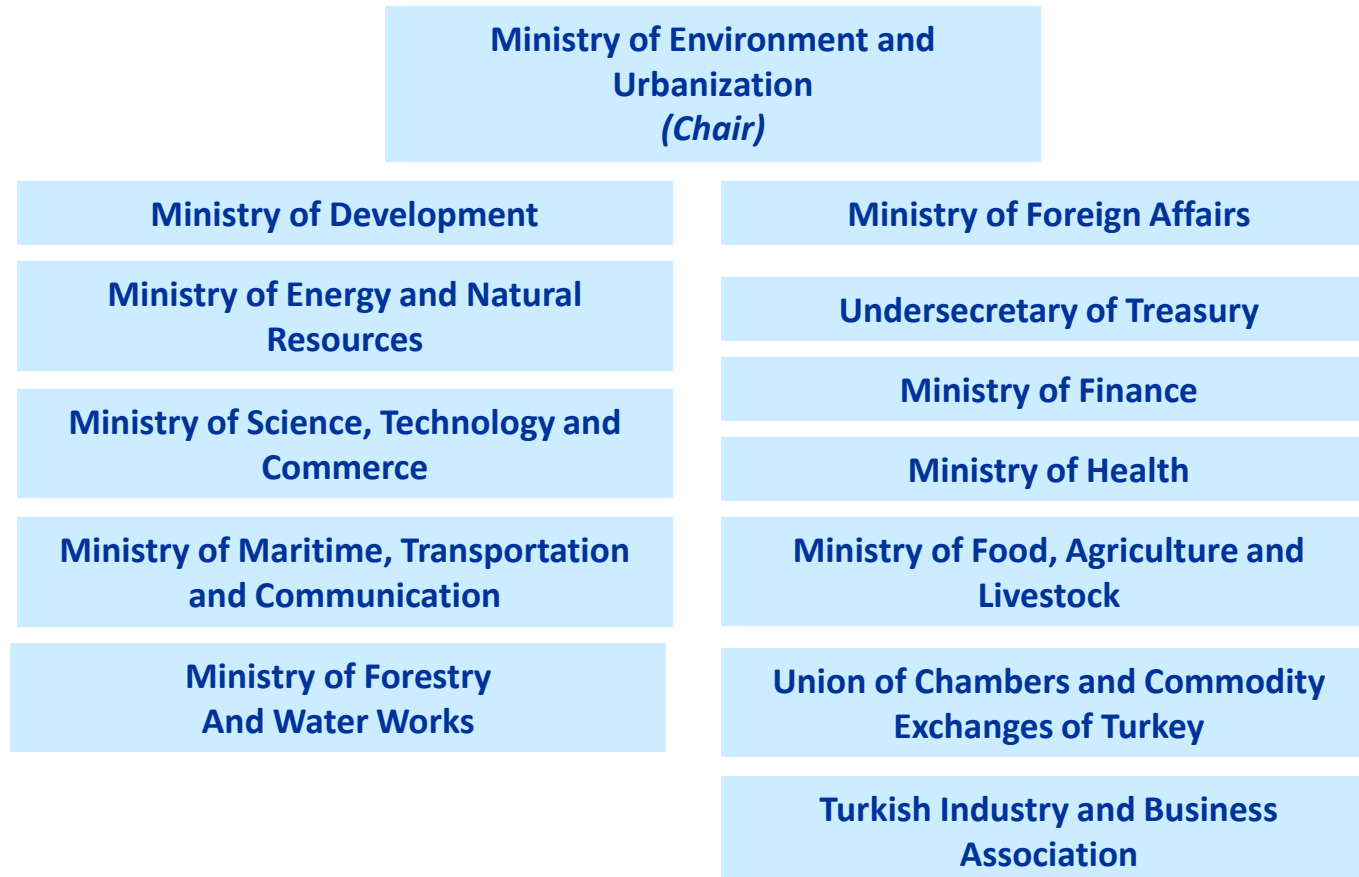 Ministry of Environment and
Urbanization
(Chair)
Ministry of Development
Ministry of Energy and Natural
Resources
Ministry of Science, Technology and
Commerce
Ministry of Maritime, Transportation
and Communication
Ministry of Forestry
And Water Works
Ministry of Foreign Affairs
Undersecretary of Treasury
Ministry of Finance
Ministry of Health
Ministry of Food, Agriculture and
Livestock
Union of Chambers and Commodity
Exchanges of Turkey
Turkish Industry and Business
Association